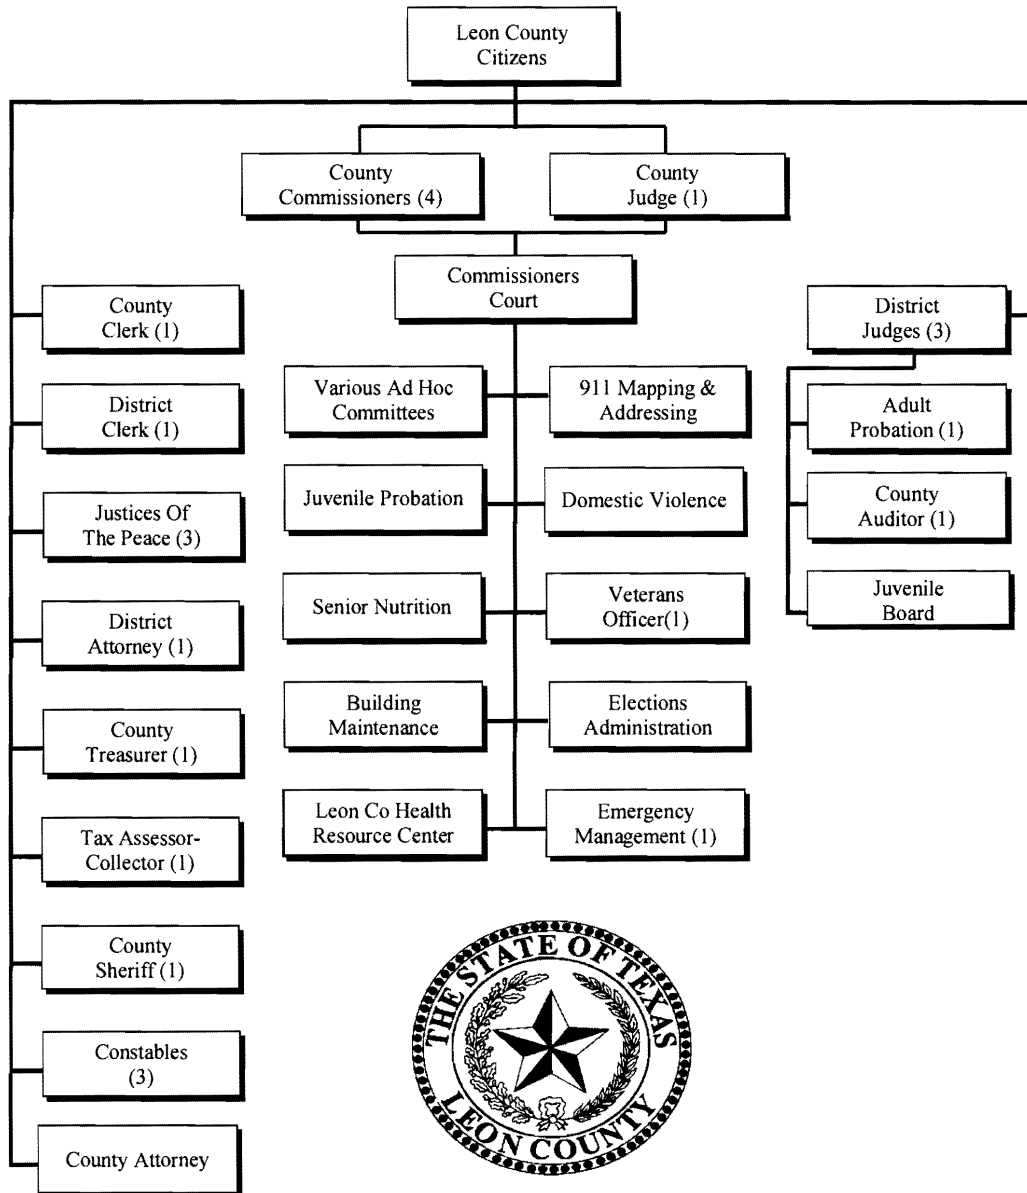 Leon County
Citizens
County
Commissioners (4)
County
Judge (1)
Commissioners
Court
County
Clerk (1)
District
Clerk (1)
Justices Of
The Peace (3)
District
Attorney (1)
County
Treasurer (1)
Tax Assessor-
Collector (1)
County
Sheriff (1)
Constables
(3)
County Attorney
Various Ad Hoc
Committees
911 Mapping &
Addressing
Juvenile Probation
Domestic Violence
Senior Nutrition
Veterans
Officer(1)
Building
Maintenance
Elections
Administration
Leon Co Health
Resource Center
Emergency
Management (1)
District
Judges (3)
Adult
Probation (1)
County
Auditor (1)
Juvenile
Board
THE STATE OF TEXAS
LEON COUNTY